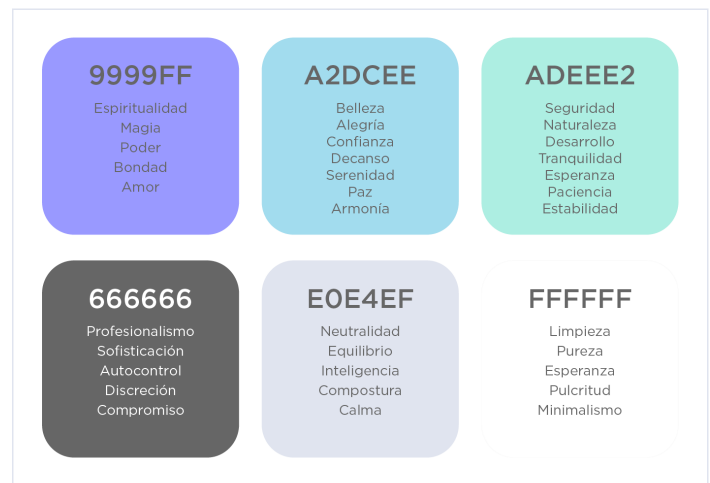 9999FF
Espiritualidad
Magia
Poder
Bondad
Amor
A2DCEE
Belleza
Alegría
Confianza
Decanso
Serenidad
Paz
Armonía
ADEEE2
Seguridad
Naturaleza
Desarrollo
Tranquilidad
Esperanza
Paciencia
Estabilidad
666666
Profesionalismo
Sofisticación
Autocontrol
Discreción
Compromiso
E0E4EF
Neutralidad
Equilibrio
Inteligencia
Compostura
Calma
FFFFFF
Limpieza
Pureza
Esperanza
Pulcritud
Minimalismo